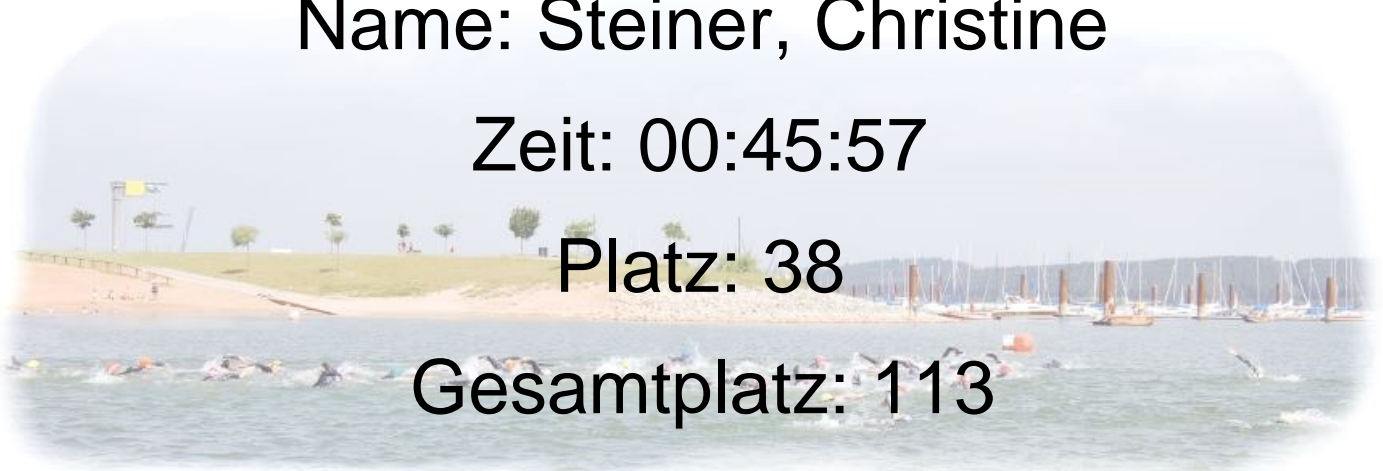 Name: Steiner, Christine
Zeit: 00:45:57
Platz: 38
Gesamtplatz: 113